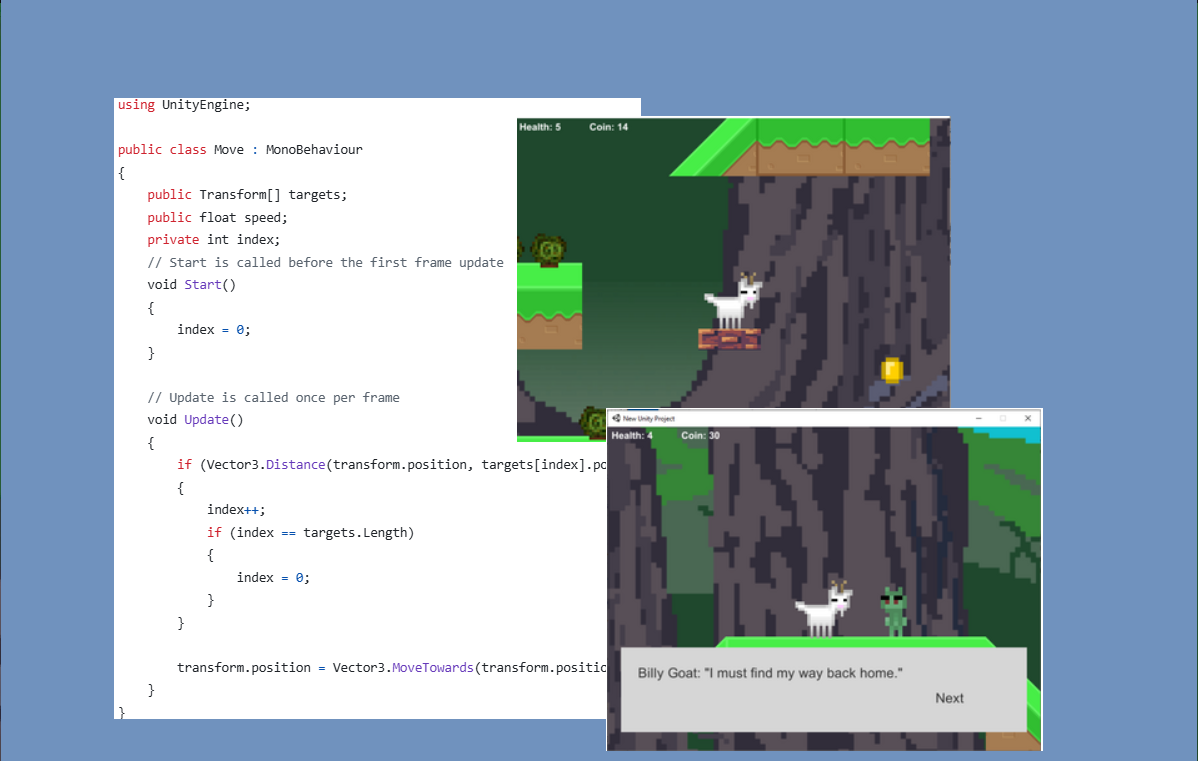 using UnityEngine;
public class Move : MonoBehaviour
{
public Transform[] targets;
public float speed;
private int index;
// Start is called before the first frame update
void Start()
{
index = 0;
}
// Update is called once per frame
void Update()
{
if (Vector3.Distance(transform.position, targets[index].po
{
index++;
if (index == targets.Length)
{
index = 0;
}
}
transform.position = Vector3.MoveTowards(transform.positio
}
}
Health: 5 Coin: 14
New Unity Project
Health: 4 Coin: 30
Billy Goat: "I must find my way back home."
Next